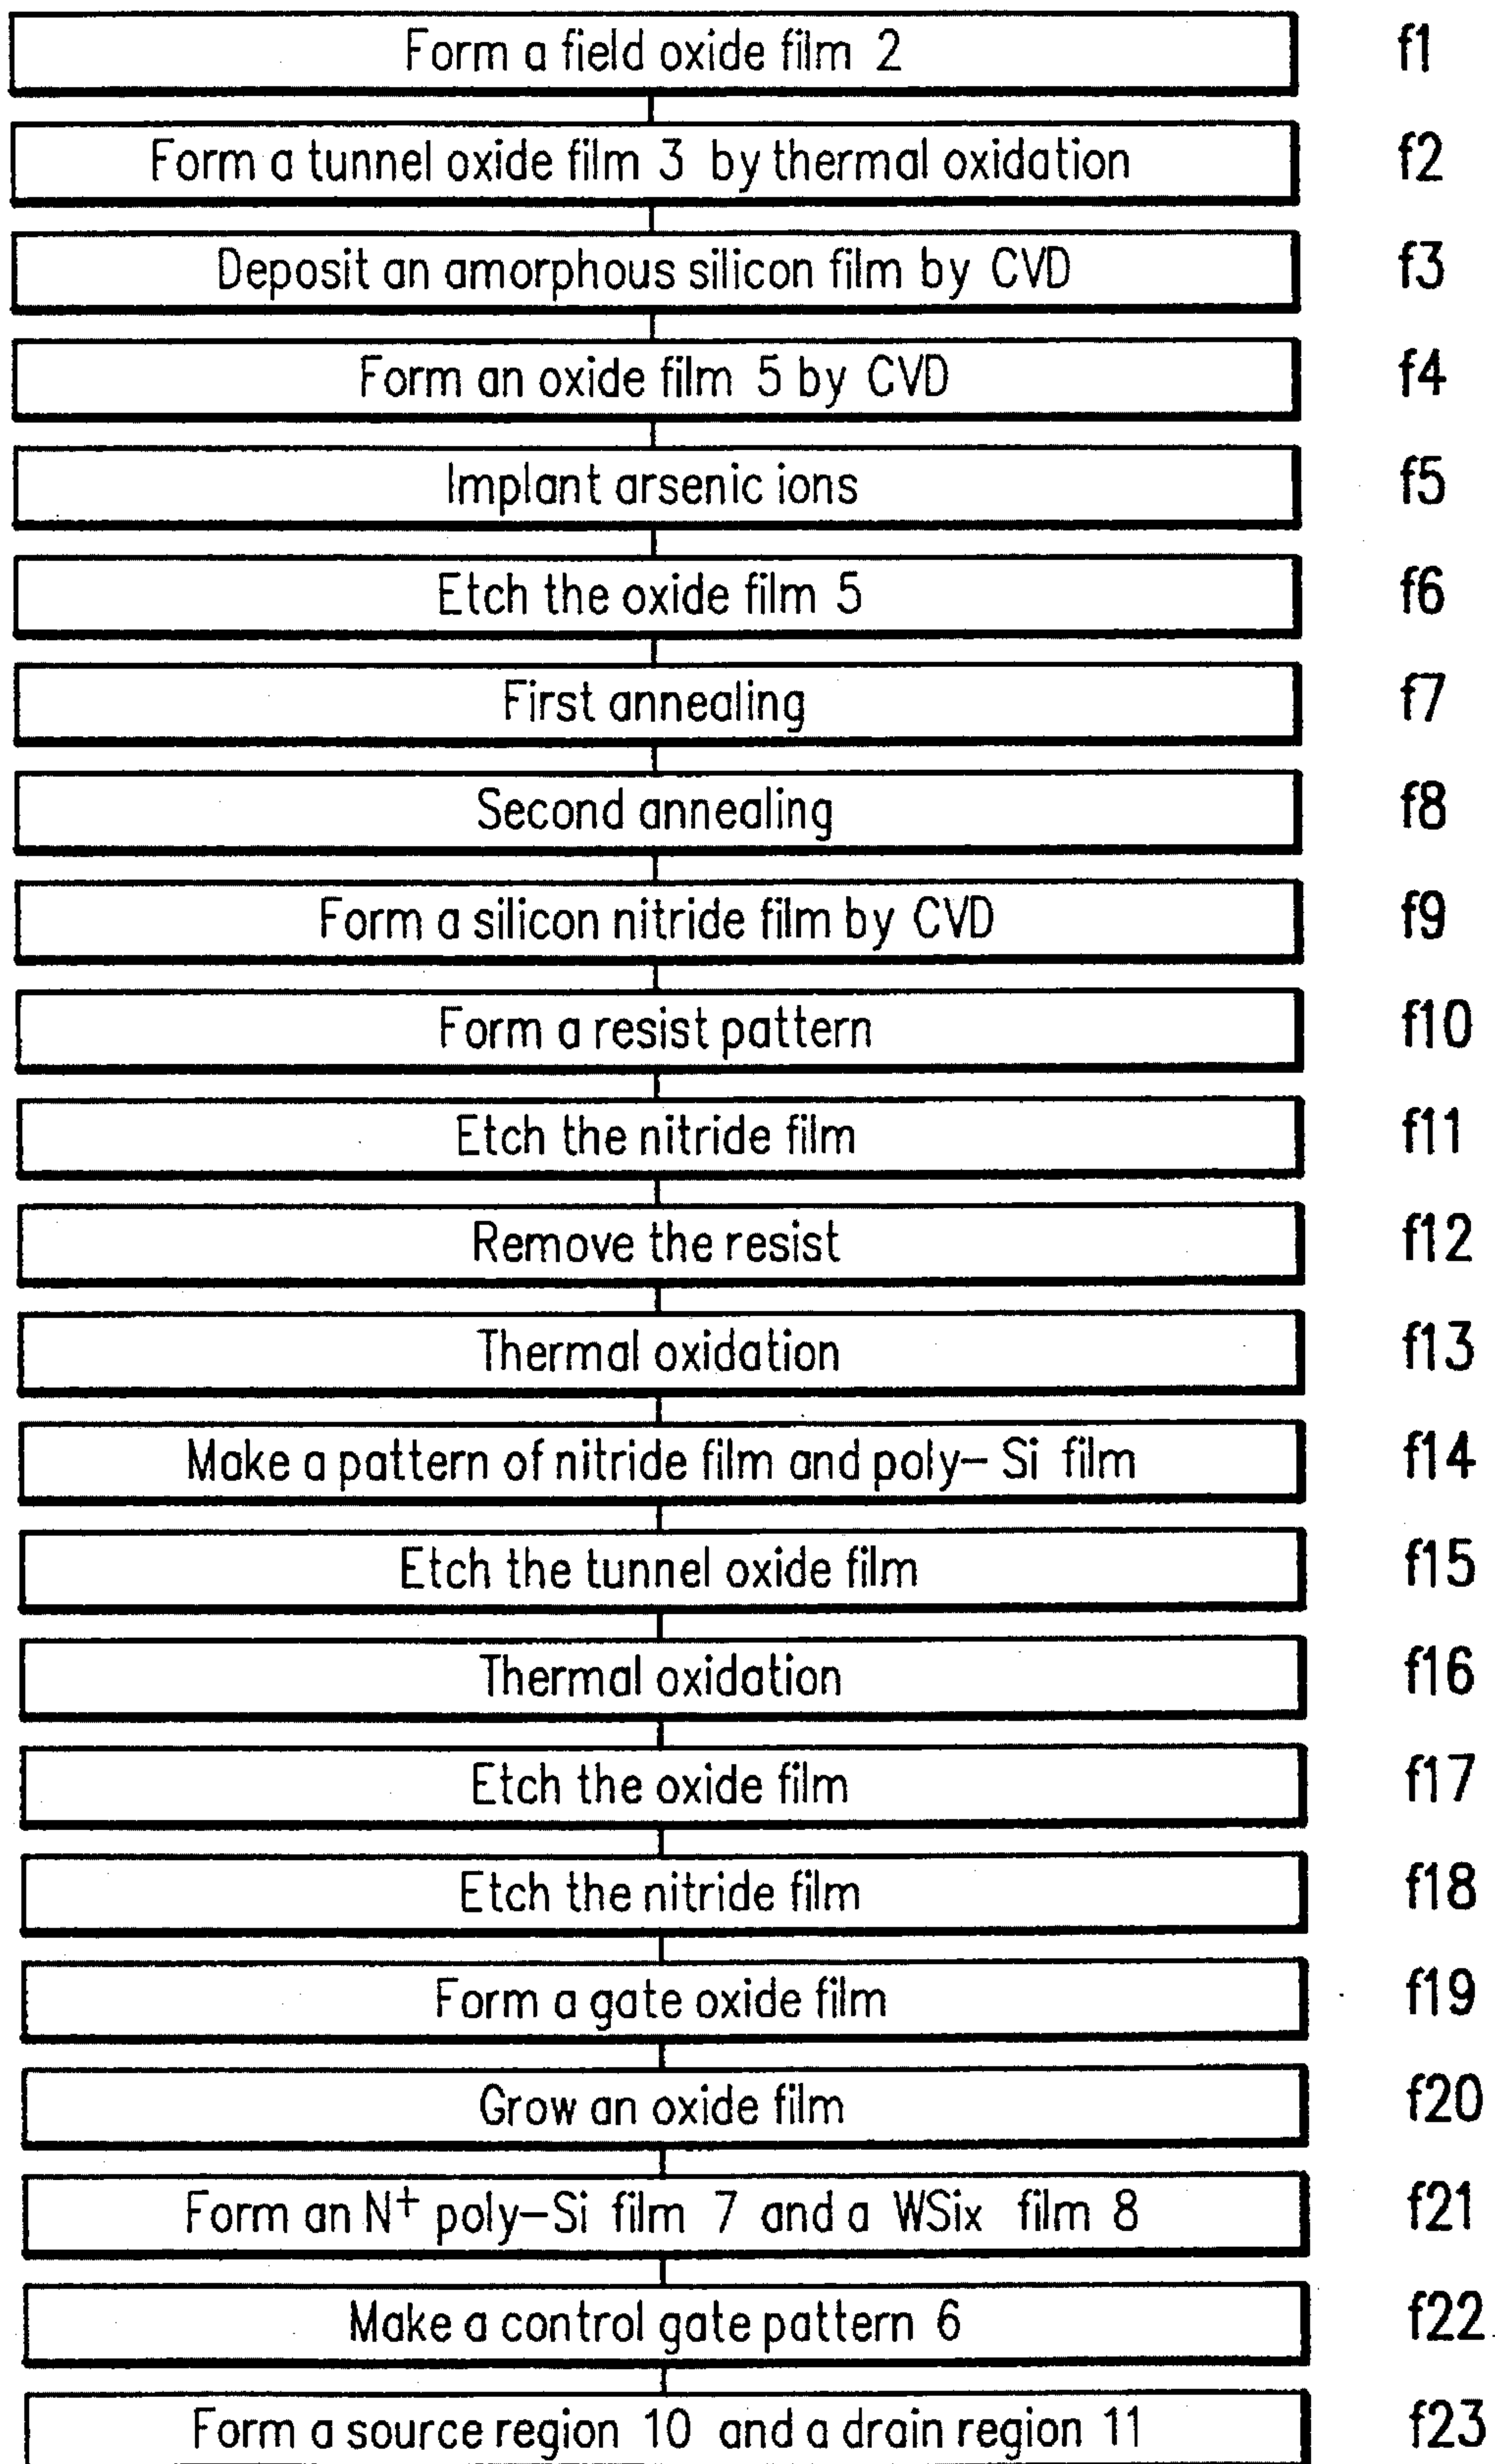 Form a field oxide film 2 f1
Form a tunnel oxide film 3 by thermal oxidation f2
Deposit an amorphous silicon film by CVD f3
Form an oxide film 5 by CVD f4
Implant arsenic ions f5
Etch the oxide film 5 f6
First annealing f7
Second annealing f8
Form a silicon nitride film by CVD f9
Form a resist pattern f10
Etch the nitride film f11
Remove the resist f12
Thermal oxidation f13
Make a pattern of nitride film and poly-Si film f14
Etch the tunnel oxide film f15
Thermal oxidation f16
Etch the oxide film f17
Etch the nitride film f18
Form a gate oxide film f19
Grow an oxide film f20
Form an N+ poly-Si film 7 and a WSix film 8 f21
Make a control gate pattern 6 f22
Form a source region 10 and a drain region 11 f23